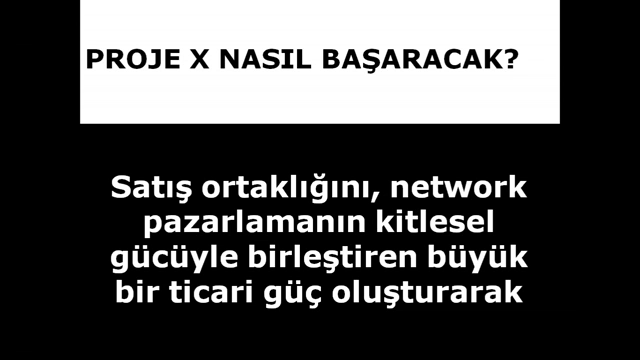 PROJE X NASIL BAŞARACAK?
Satış ortaklığını, network
pazarlamanın kitlesel
gücüyle birleştiren büyük
bir ticari güç oluşturarak